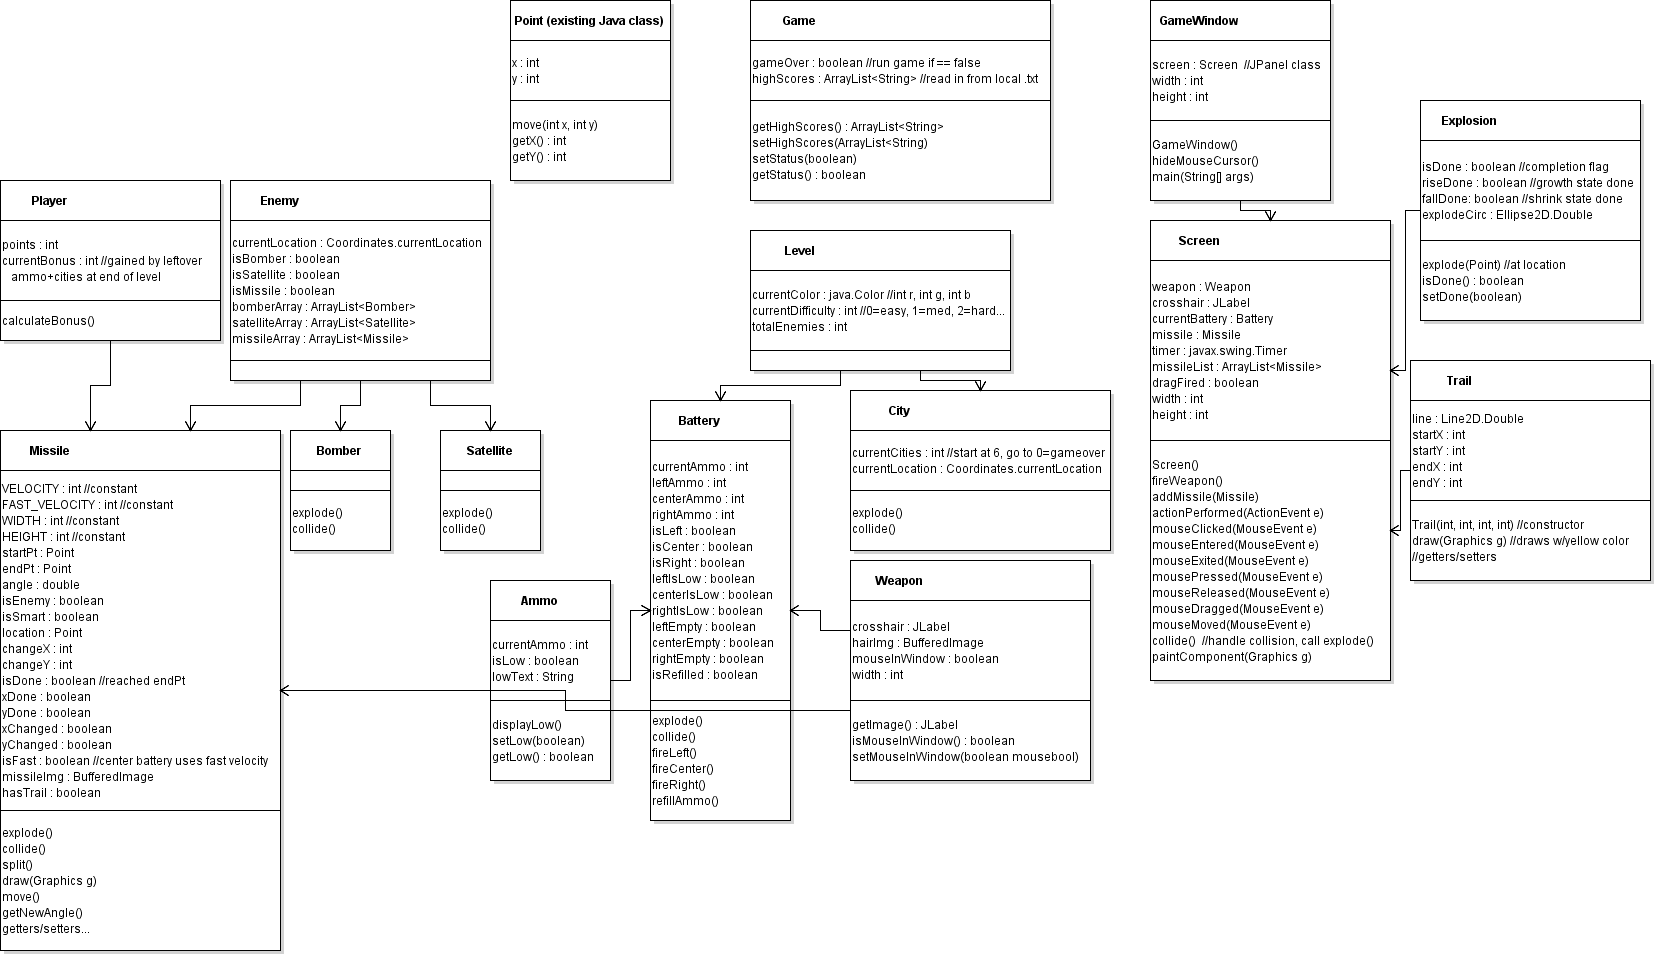 Point (existing Java class)
x : int
y : int
move(int x, int y)
getX() : int
getY() : int
Game
gameOver : boolean //run game if == false
highScores : ArrayList<String> //read in from local .txt
getHighScores() : ArrayList<String>
setHighScores(ArrayList<String)
setStatus(boolean)
getStatus() : boolean
GameWindow
screen : Screen //JPanel class
width : int
height : int
GameWindow()
hideMouseCursor()
main(String[] args)
Explosion
isDone : boolean //completion flag
riseDone : boolean //growth state done
fallDone: boolean //shrink state done
explodeCirc : Ellipse2D.Double
explode(Point) //at location
isDone() : boolean
setDone(boolean)
Player
points : int
currentBonus : int //gained by leftover
ammo+cities at end of level
calculateBonus()
Enemy
currentLocation : Coordinates.currentLocation
isBomber : boolean
isSatellite : boolean
isMissile : boolean
bomberArray : ArrayList<Bomber>
satelliteArray : ArrayList<Satellite>
missileArray : ArrayList<Missile>
Level
currentColor : java.Color //int r, int g, int b
currentDifficulty : int //0=easy, 1=med, 2=hard...
totalEnemies : int
Screen
weapon : Weapon
crosshair : JLabel
currentBattery : Battery
missile : Missile
timer : javax.swing.Timer
missileList : ArrayList<Missile>
dragFired : boolean
width : int
height : int
Screen()
fireWeapon()
addMissile(Missile)
actionPerformed(ActionEvent e)
mouseClicked(MouseEvent e)
mouseEntered(MouseEvent e)
mouseExited(MouseEvent e)
mousePressed(MouseEvent e)
mouseReleased(MouseEvent e)
mouseDragged(MouseEvent e)
mouseMoved(MouseEvent e)
collide() //handle collision, call explode()
paintComponent(Graphics g)
Trail
line : Line2D.Double
startX : int
startY : int
endX : int
endY : int
Trail(int, int, int, int) //constructor
draw(Graphics g) //draws w/yellow color
//getters/setters
Missile
VELOCITY : int //constant
FAST_VELOCITY : int //constant
WIDTH : int //constant
HEIGHT : int //constant
startPt : Point
endPt : Point
angle : double
isEnemy : boolean
isSmart : boolean
location : Point
changeX : int
changeY : int
isDone : boolean //reached endPt
xDone : boolean
yDone : boolean
xChanged : boolean
yChanged : boolean
isFast : boolean //center battery uses fast velocity
missileImg : BufferedImage
hasTrail : boolean
explode()
collide()
split()
draw(Graphics g)
move()
getNewAngle()
getters/setters...
Bomber
explode()
collide()
Satellite
explode()
collide()
Battery
currentAmmo : int
leftAmmo : int
centerAmmo : int
rightAmmo : int
isLeft : boolean
isCenter : boolean
isRight : boolean
leftIsLow : boolean
centerIsLow : boolean
rightIsLow : boolean
leftEmpty : boolean
centerEmpty : boolean
rightEmpty : boolean
isRefilled : boolean
explode()
collide()
fireLeft()
fireCenter()
fireRight()
refillAmmo()
City
currentCities : int //start at 6, go to 0=gameover
currentLocation : Coordinates.currentLocation
explode()
collide()
Ammo
currentAmmo : int
isLow : boolean
lowText : String
displayLow()
setLow(boolean)
getLow() : boolean
Weapon
crosshair : JLabel
hairImg : BufferedImage
mouseInWindow : boolean
width : int
getImage() : JLabel
isMouseInWindow() : boolean
setMouseInWindow(boolean mousebool)